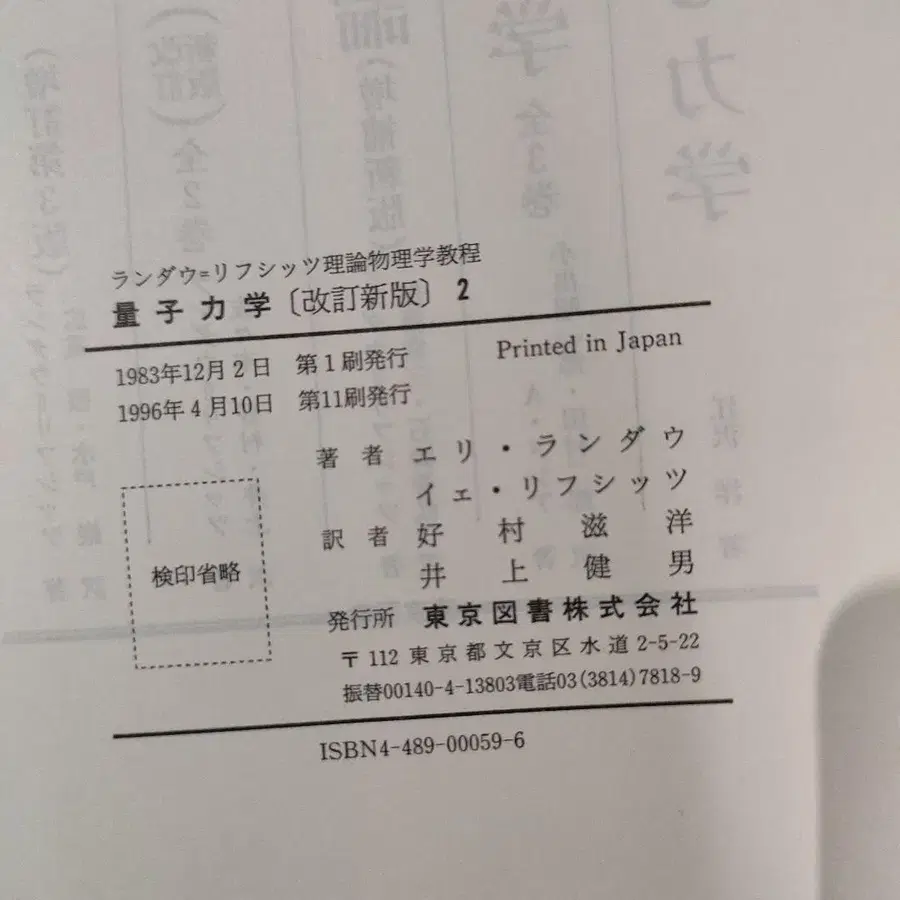 ランダウ=リフシッツ理論物理学教程
量子力学〔改訂新版〕2
1983年12月2日 第1刷発行
1996年4月10日 第11刷発行
Printed in Japan
著者 エリ・ランダウ
イェ・リフシッツ
訳者 好村滋洋
井上健男
検印省略
発行所 東京図書株式会社
〒112 東京都文京区水道2-5-22
振替00140-4-13803電話03(3814)7818-9
ISBN4-489-00059-6